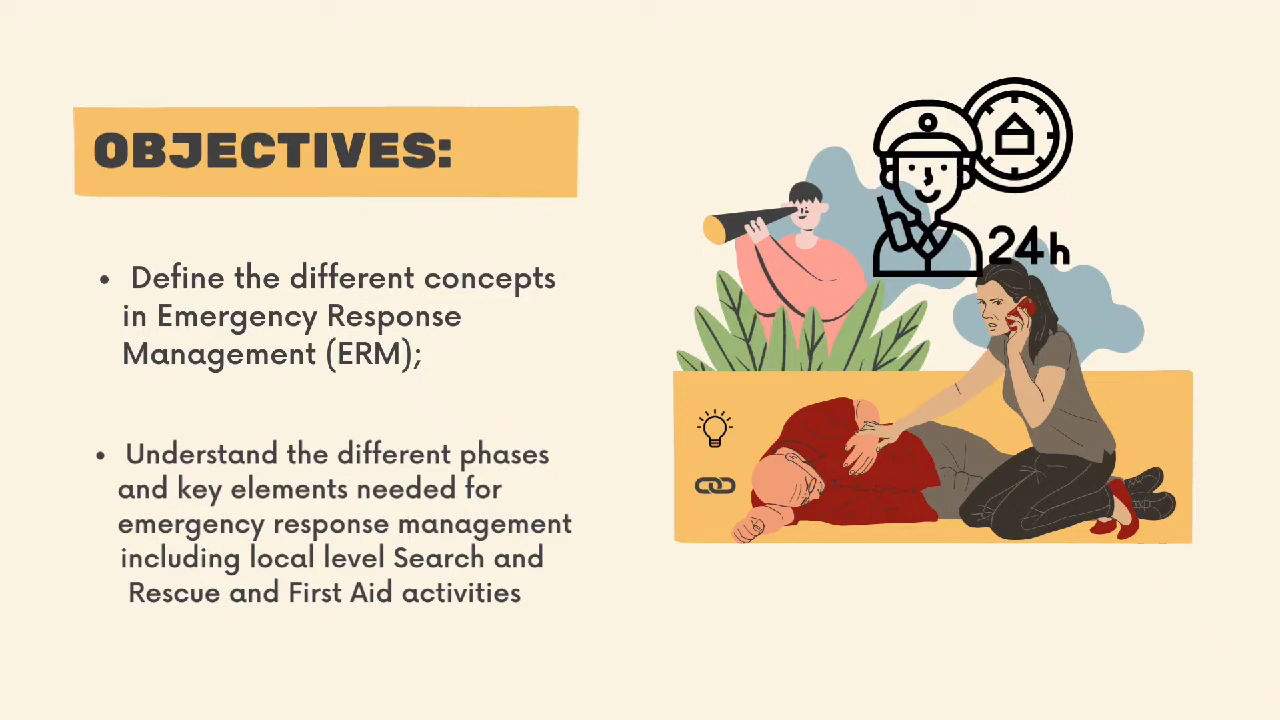 OBJECTIVES:
• Define the different concepts
in Emergency Response
Management (ERM);
• Understand the different phases
and key elements needed for
emergency response management
including local level Search and
Rescue and First Aid activities
24h